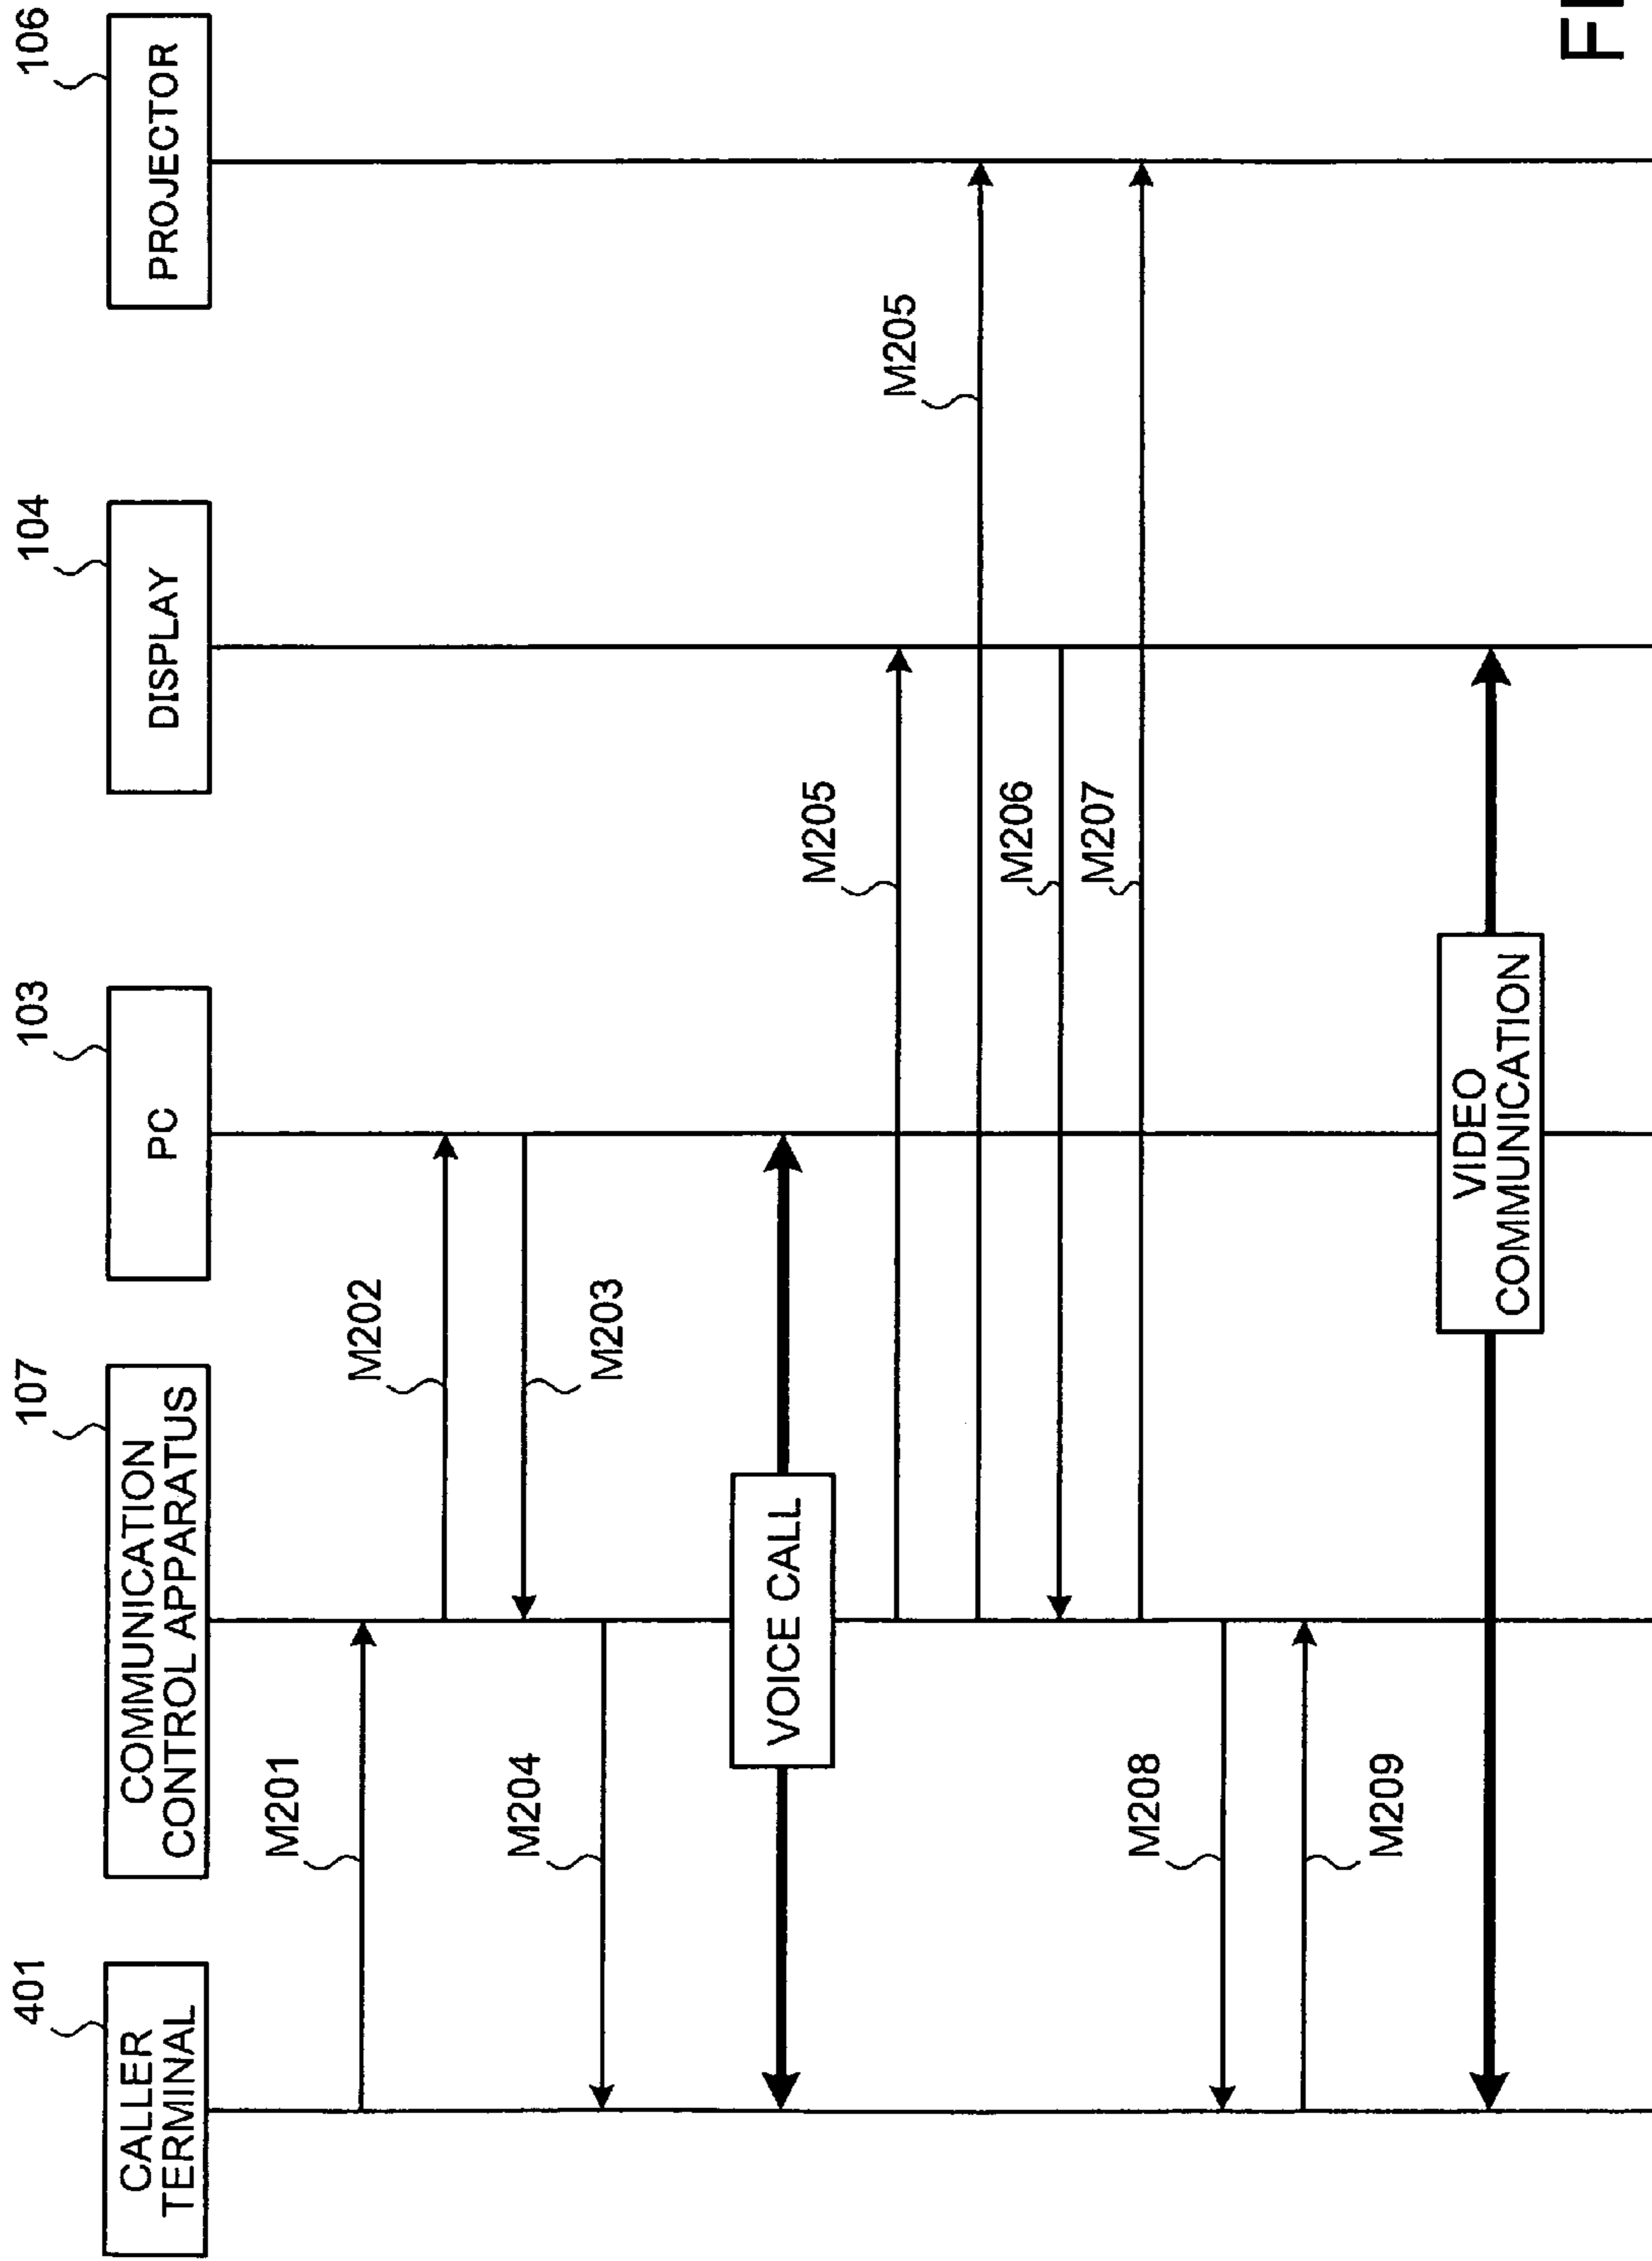 401
107
103
104
106
CALLER
TERMINAL
COMMUNICATION
CONTROL APPARATUS
PC
DISPLAY
PROJECTOR
M201
M202
M203
M204
VOICE CALL
M205
M205
M206
M207
M208
M209
VIDEO
COMMUNICATION